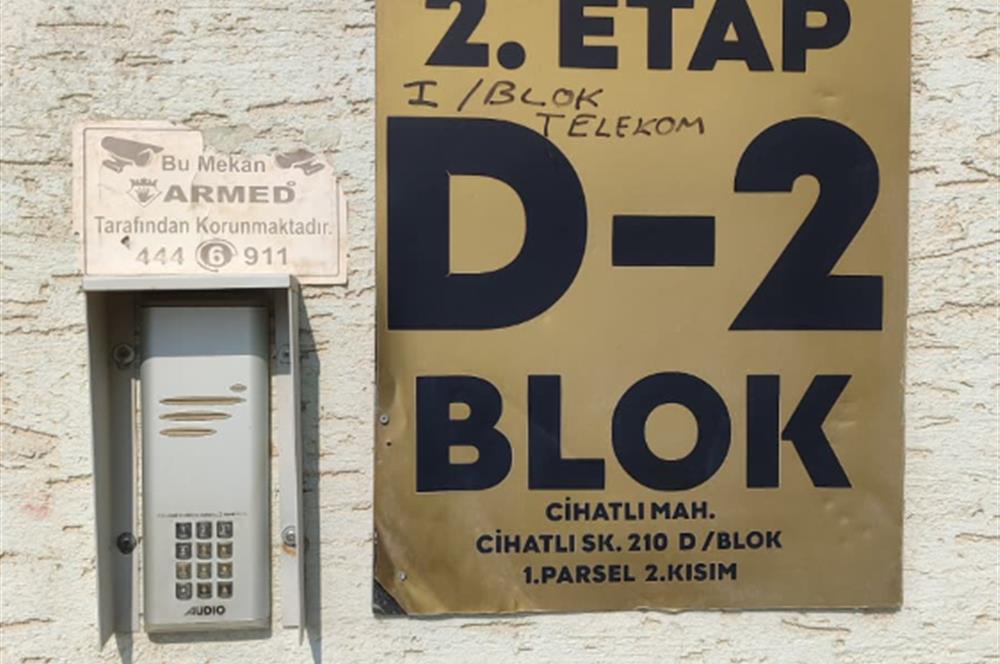 Bu Mekan
ARMED
Tarafından Korunmaktadır.
444 6 911
AUDIO
2. ETAP
I /BLOK
TELEKOM
D-2
BLOK
CİHATLI MAH.
CİHATLI SK. 210 D /BLOK
1.PARSEL 2.KISIM